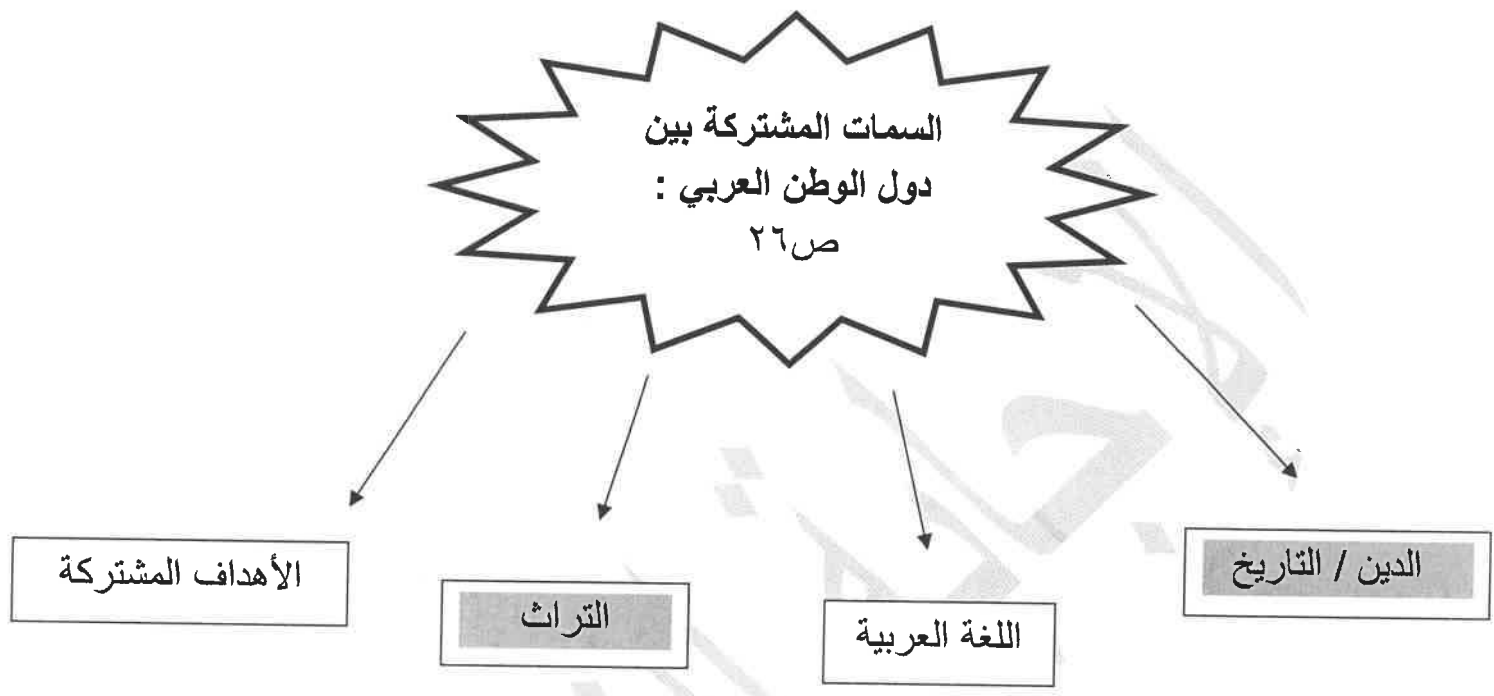 السمات المشتركة بين
دول الوطن العربي :
ص٢٦
الدين / التاريخ
اللغة العربية
التراث
الأهداف المشتركة